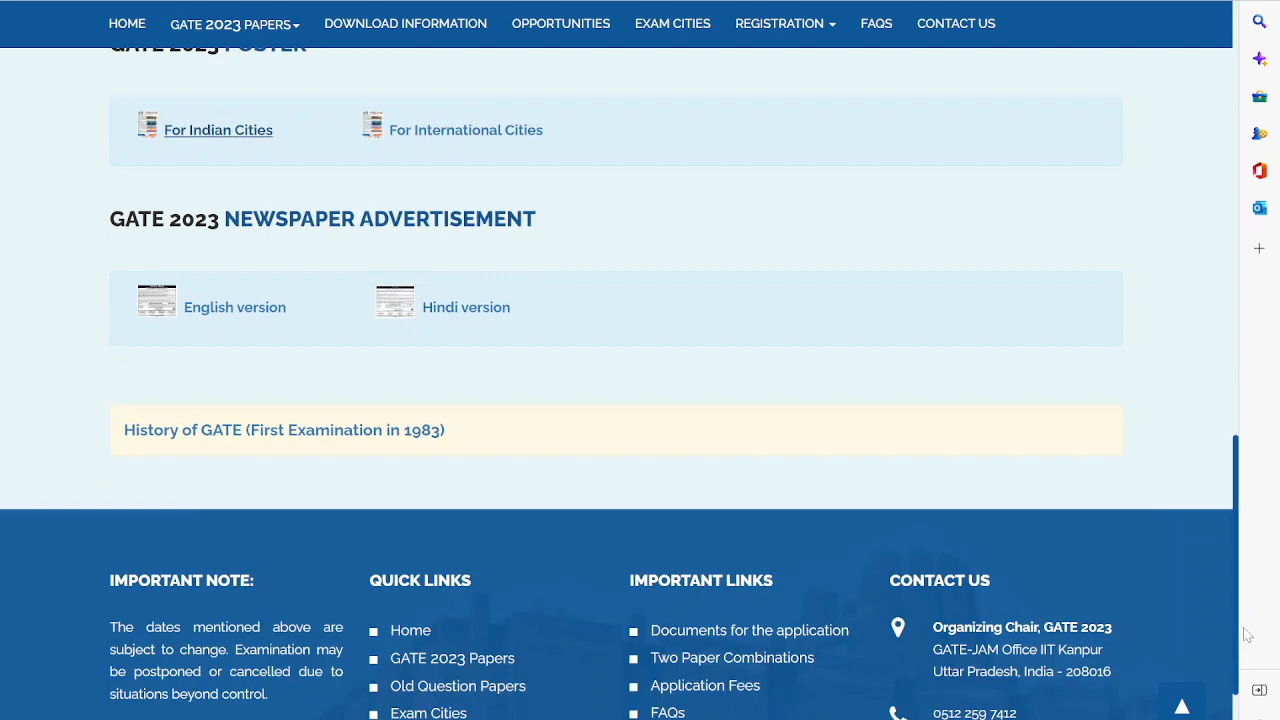 HOME GATE 2023 PAPERS DOWNLOAD INFORMATION OPPORTUNITIES EXAM CITIES REGISTRATION FAQS CONTACT US
GATE 2023 POSTER
For Indian Cities For International Cities
GATE 2023 NEWSPAPER ADVERTISEMENT
English version Hindi version
History of GATE (First Examination in 1983)
IMPORTANT NOTE:
The dates mentioned above are
subject to change. Examination may
be postponed or cancelled due to
situations beyond control.
QUICK LINKS
Home
GATE 2023 Papers
Old Question Papers
Exam Cities
IMPORTANT LINKS
Documents for the application
Two Paper Combinations
Application Fees
FAQs
CONTACT US
Organizing Chair, GATE 2023
GATE-JAM Office IIT Kanpur
Uttar Pradesh, India - 208016
0512 259 7412